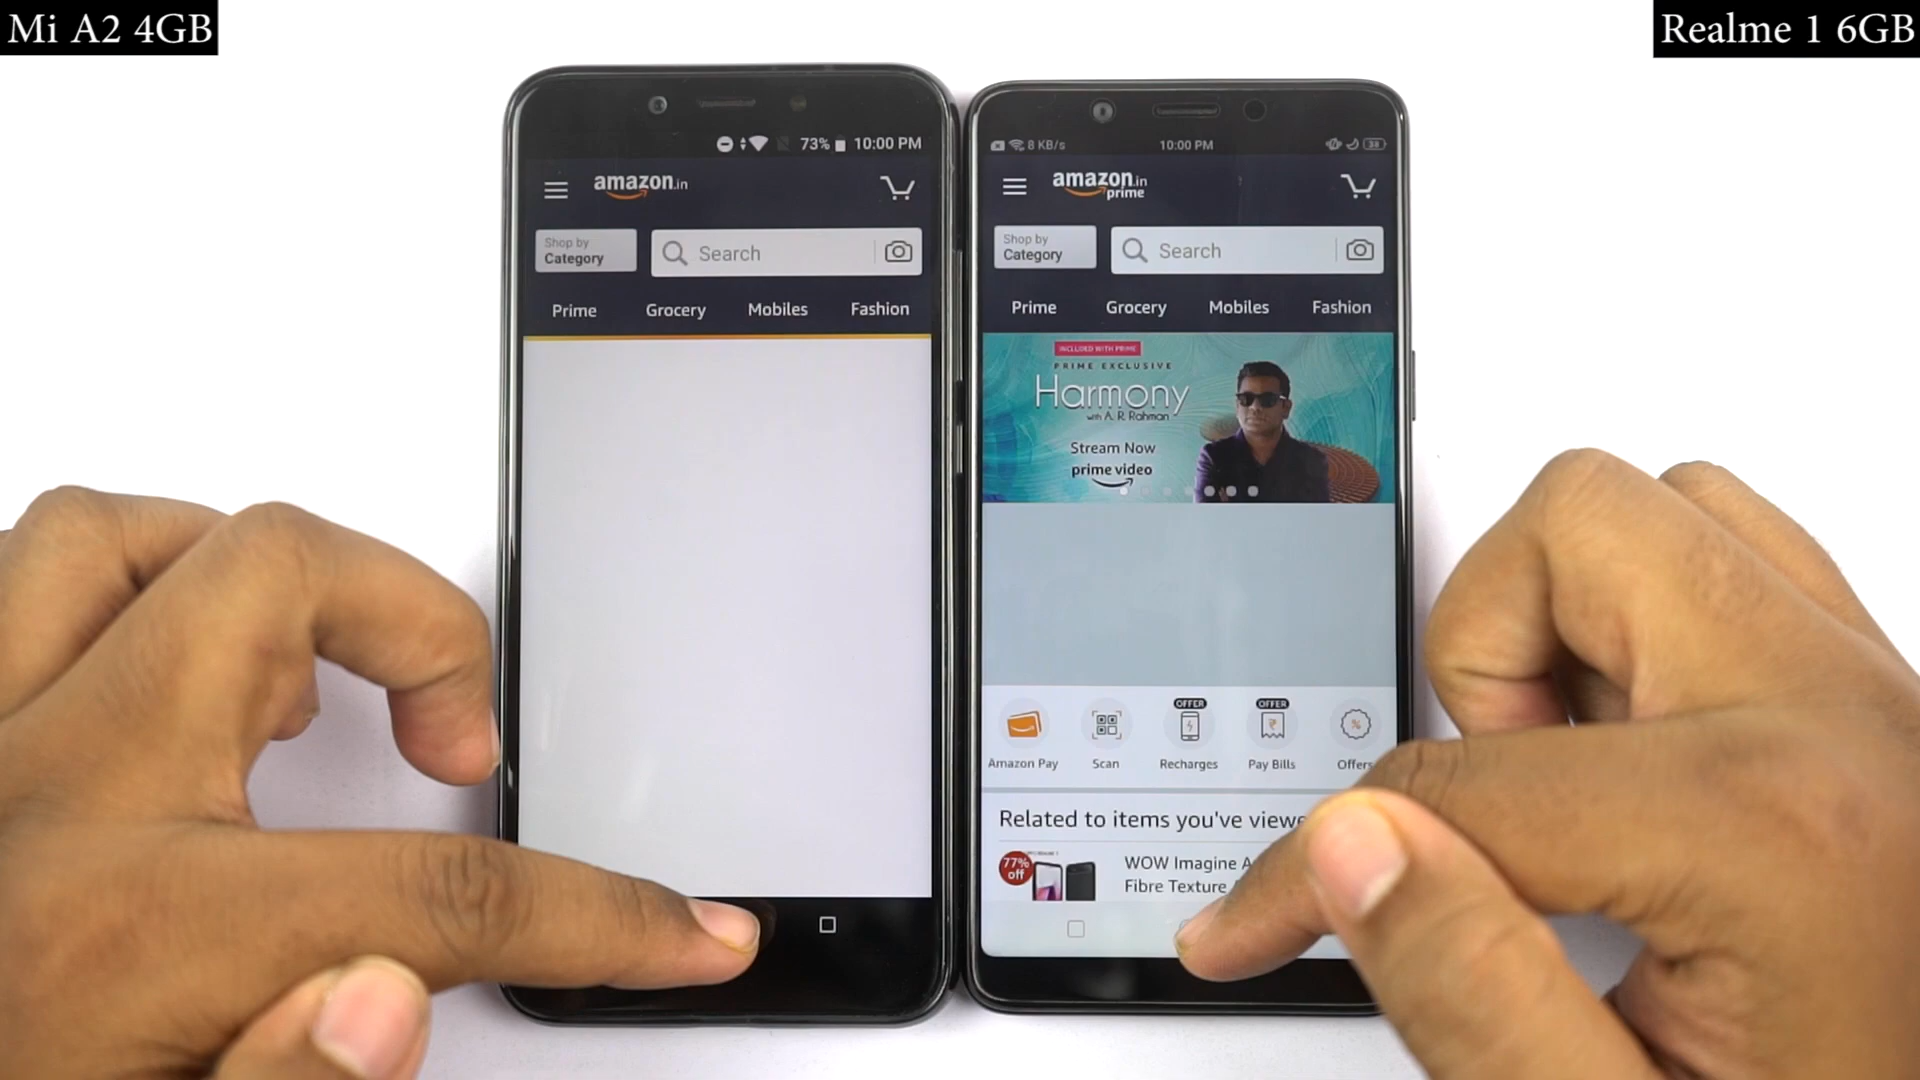 Mi A2 4GB
Realme 1 6GB
73% 10:00 PM
amazon.in
Shop by
Category
Search
Prime Grocery Mobiles Fashion
8 KB/s 10:00 PM 38
amazon.in
prime
Shop by
Category
Search
Prime Grocery Mobiles Fashion
INCLUDED WITH PRIME
PRIME EXCLUSIVE
Harmony
with A. R. Rahman
Stream Now
prime video
OFFER OFFER
Amazon Pay Scan Recharges Pay Bills Offers
Related to items you've viewe
77%
off
WOW Imagine A
Fibre Texture